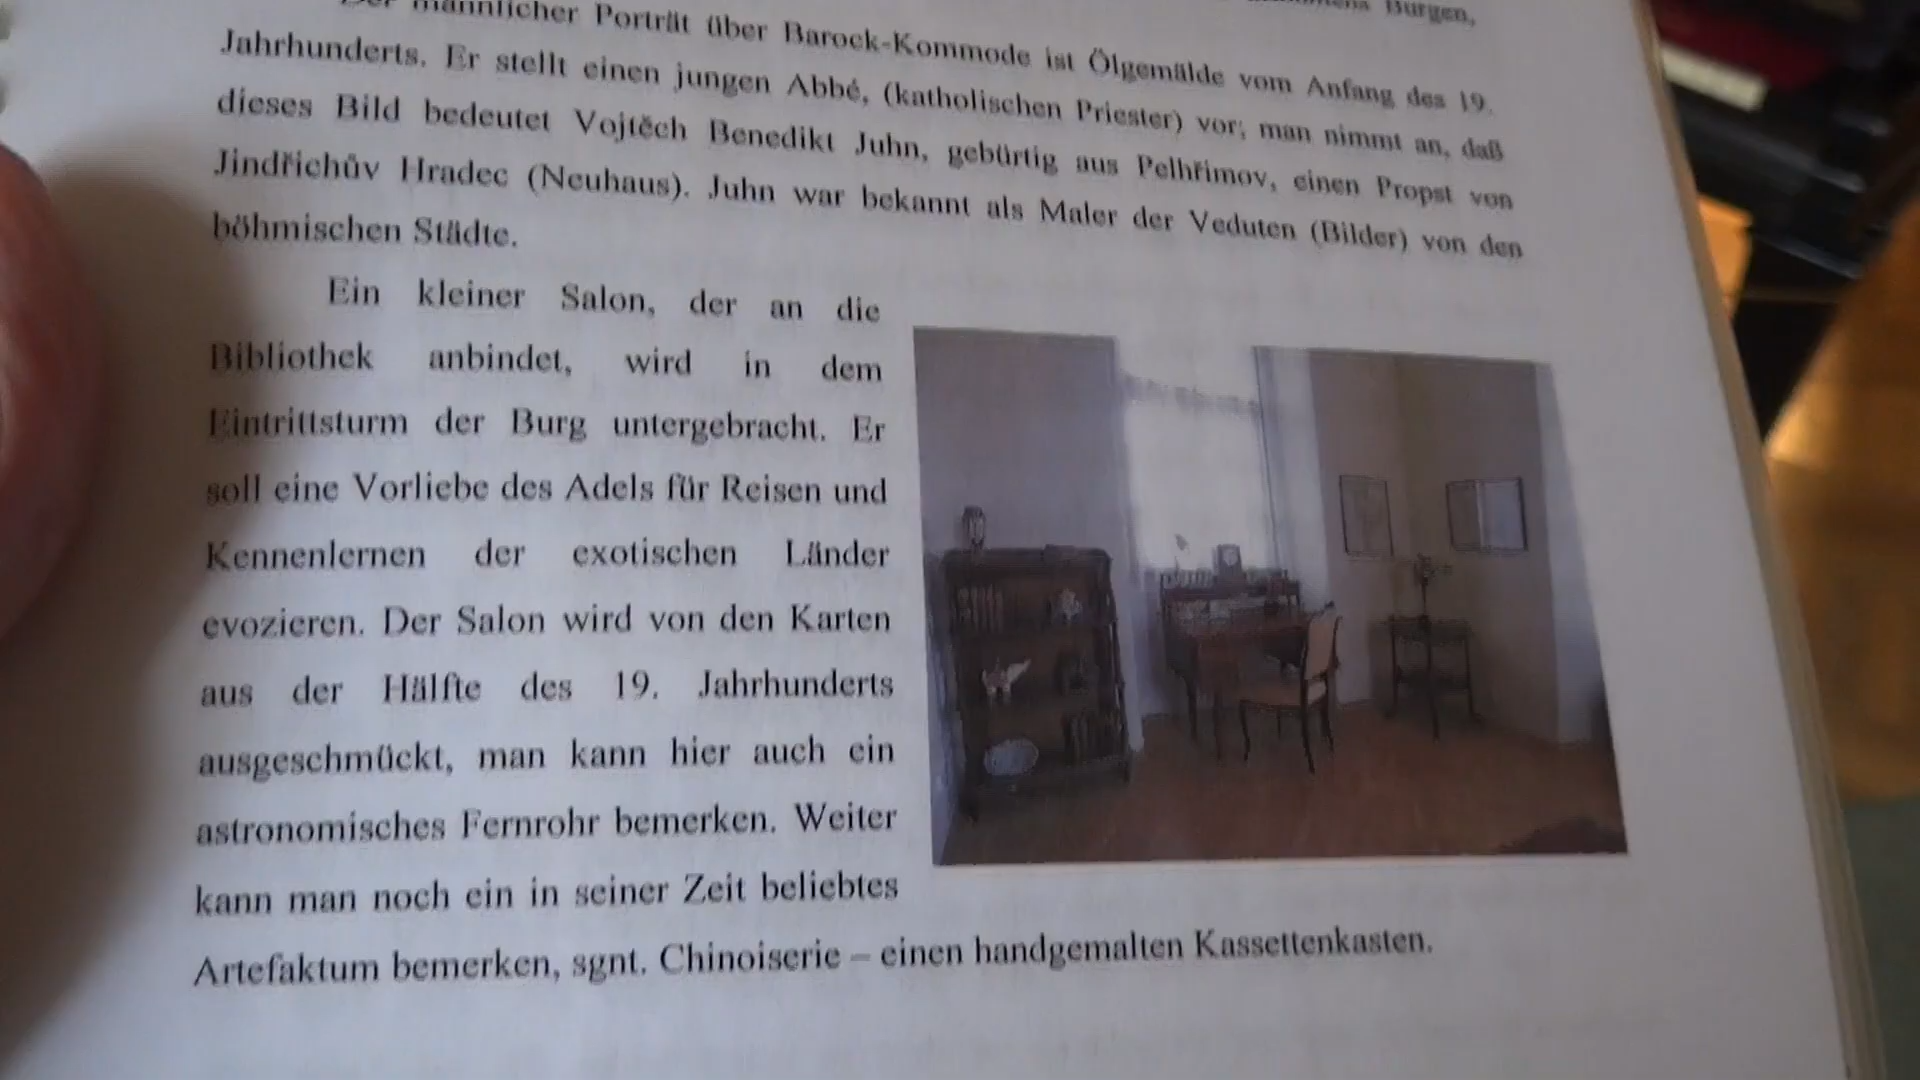 Burgen,
Der männlicher Porträt über Barock-Kommode ist Ölgemälde vom Anfang des 19.
Jahrhunderts. Er stellt einen jungen Abbé, (katholischen Priester) vor; man nimmt an, daß
dieses Bild bedeutet Vojtěch Benedikt Juhn, gebürtig aus Pelhřimov, einen Propst von
Jindřichův Hradec (Neuhaus). Juhn war bekannt als Maler der Veduten (Bilder) von den
böhmischen Städte.
Ein kleiner Salon, der an die
Bibliothek anbindet, wird in dem
Eintrittsturm der Burg untergebracht. Er
soll eine Vorliebe des Adels für Reisen und
Kennenlernen der exotischen Länder
evozieren. Der Salon wird von den Karten
aus der Hälfte des 19. Jahrhunderts
ausgeschmückt, man kann hier auch ein
astronomisches Fernrohr bemerken. Weiter
kann man noch ein in seiner Zeit beliebtes
Artefaktum bemerken, sgnt. Chinoiserie – einen handgemalten Kassettenkasten.